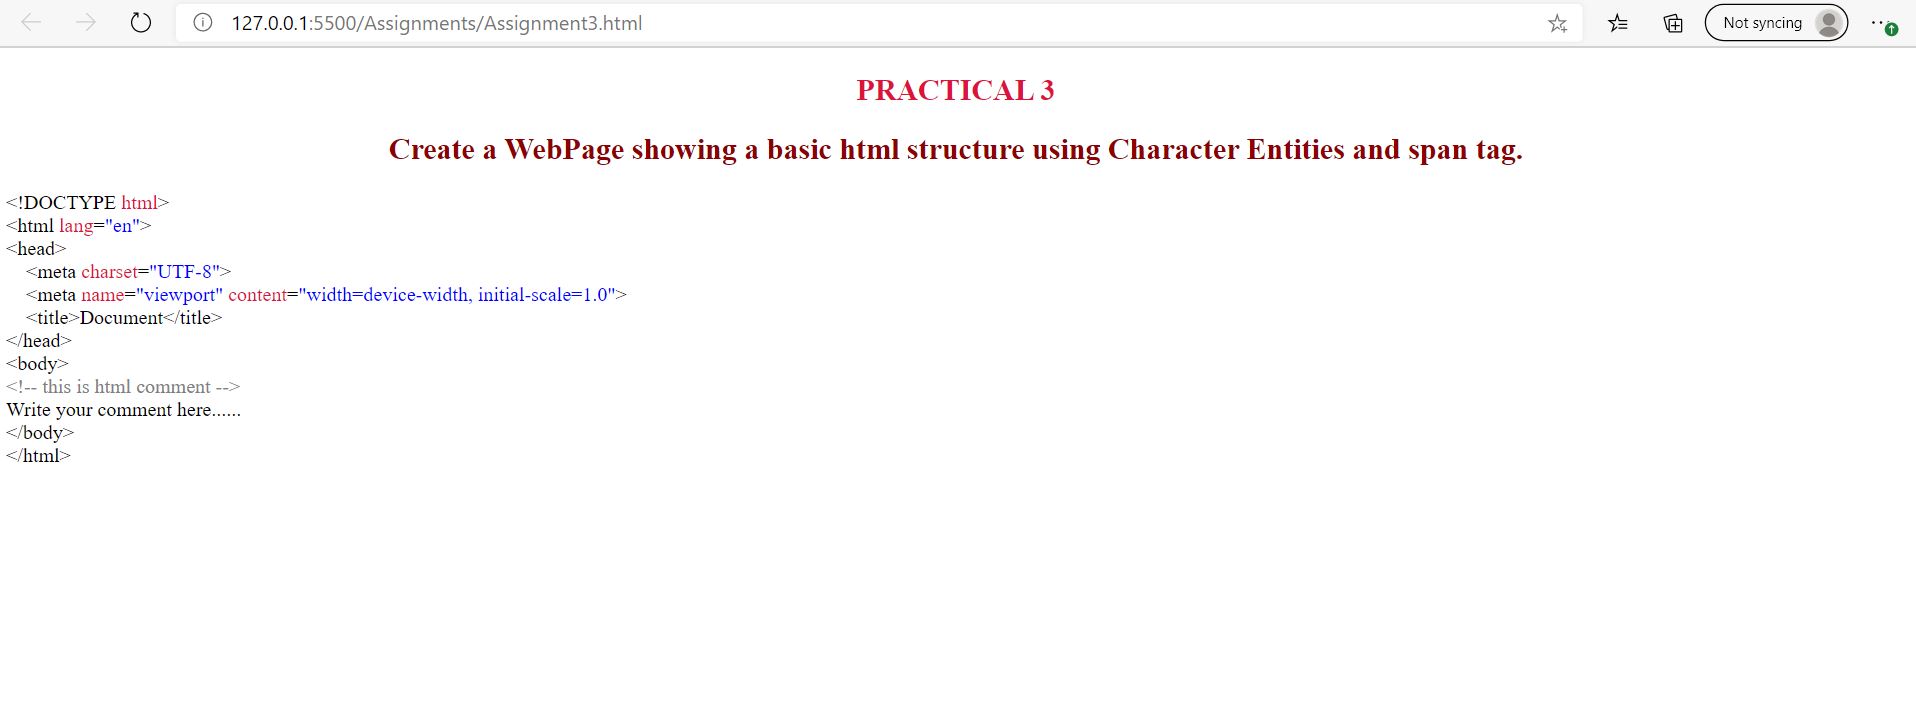 127.0.0.1:5500/Assignments/Assignment3.html
Not syncing
PRACTICAL 3
Create a WebPage showing a basic html structure using Character Entities and span tag.
<!DOCTYPE html>
<html lang="en">
<head>
    <meta charset="UTF-8">
    <meta name="viewport" content="width=device-width, initial-scale=1.0">
    <title>Document</title>
</head>
<body>
<!-- this is html comment -->
Write your comment here......
</body>
</html>